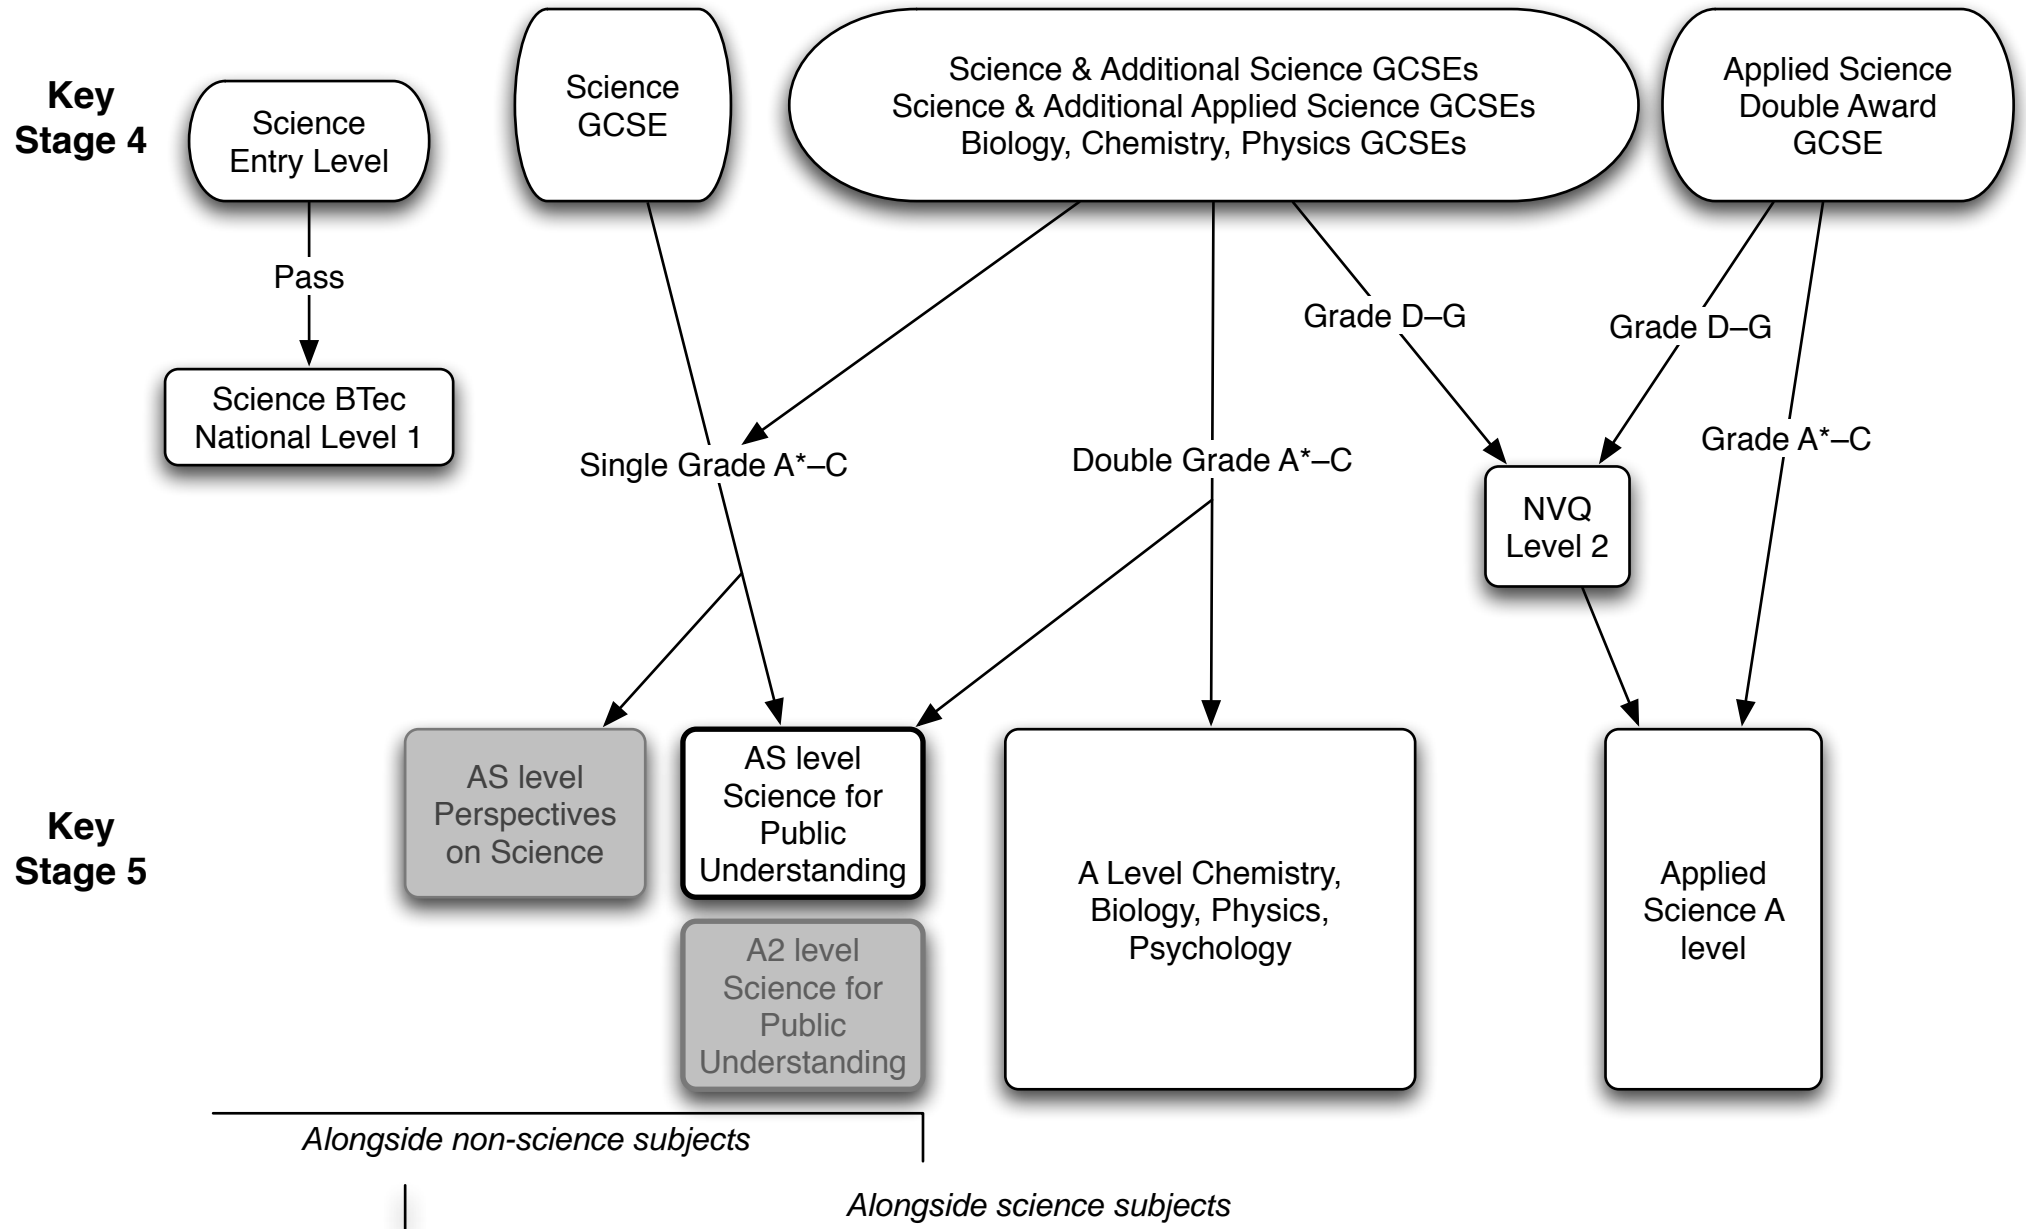 Key
Stage 4
Science
Entry Level
Science
GCSE
Science & Additional Science GCSEs
Science & Additional Applied Science GCSEs
Biology, Chemistry, Physics GCSEs
Applied Science
Double Award
GCSE
Pass
Grade D–G
Grade D–G
Science BTec
National Level 1
Single Grade A*–C
Double Grade A*–C
Grade A*–C
NVQ
Level 2
Key
Stage 5
AS level
Perspectives
on Science
AS level
Science for
Public
Understanding
A2 level
Science for
Public
Understanding
A Level Chemistry,
Biology, Physics,
Psychology
Applied
Science A
level
Alongside non-science subjects
Alongside science subjects